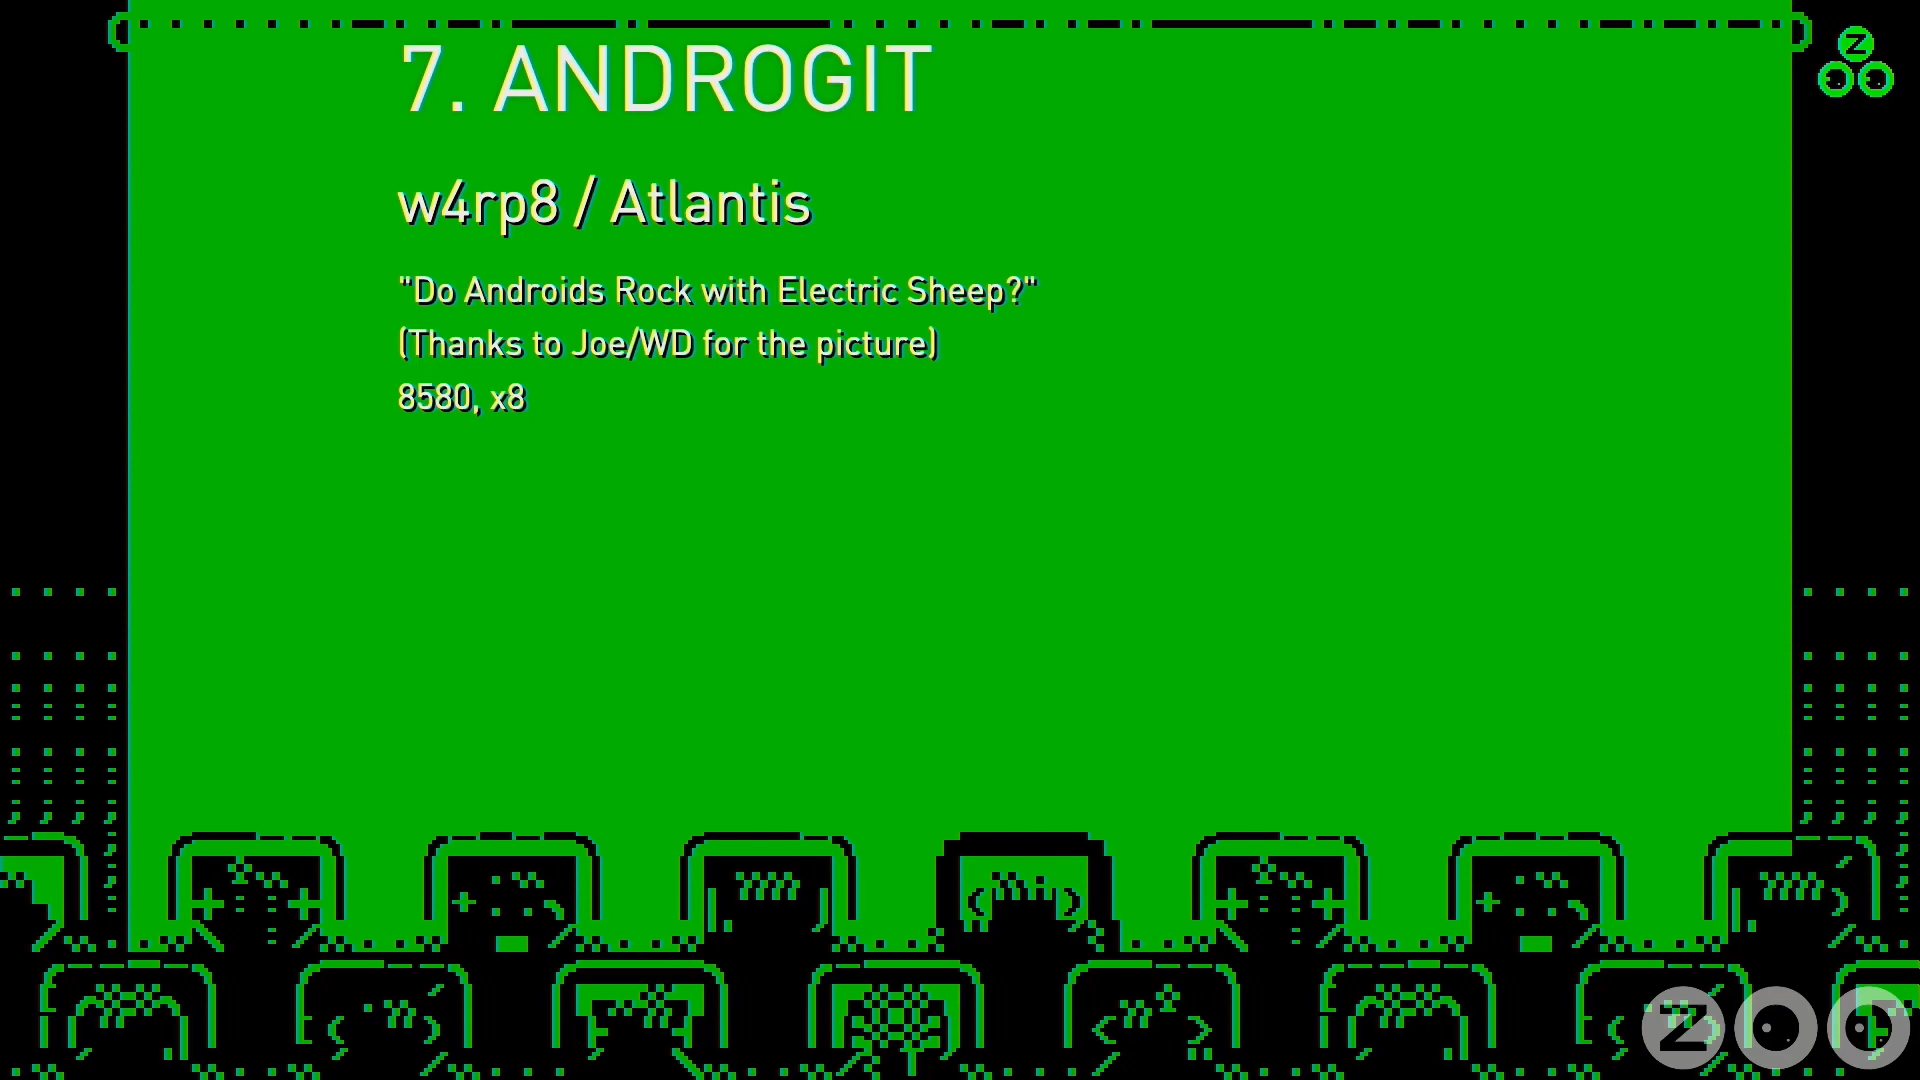 7. ANDROGIT
w4rp8 / Atlantis
"Do Androids Rock with Electric Sheep?"
(Thanks to Joe/WD for the picture)
8580, x8
Z
ZOO